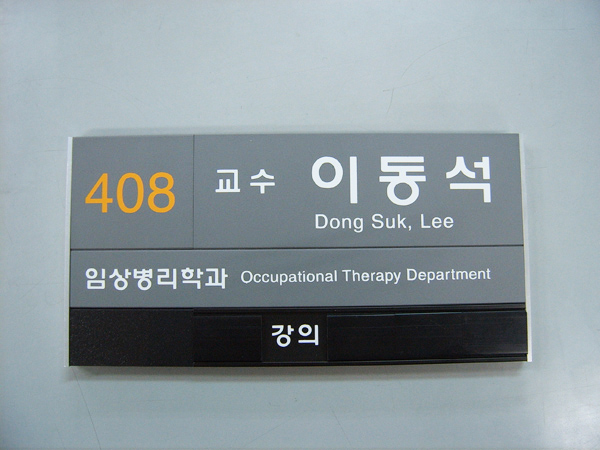 408 교수 이동석
Dong Suk, Lee
임상병리학과 Occupational Therapy Department
강의